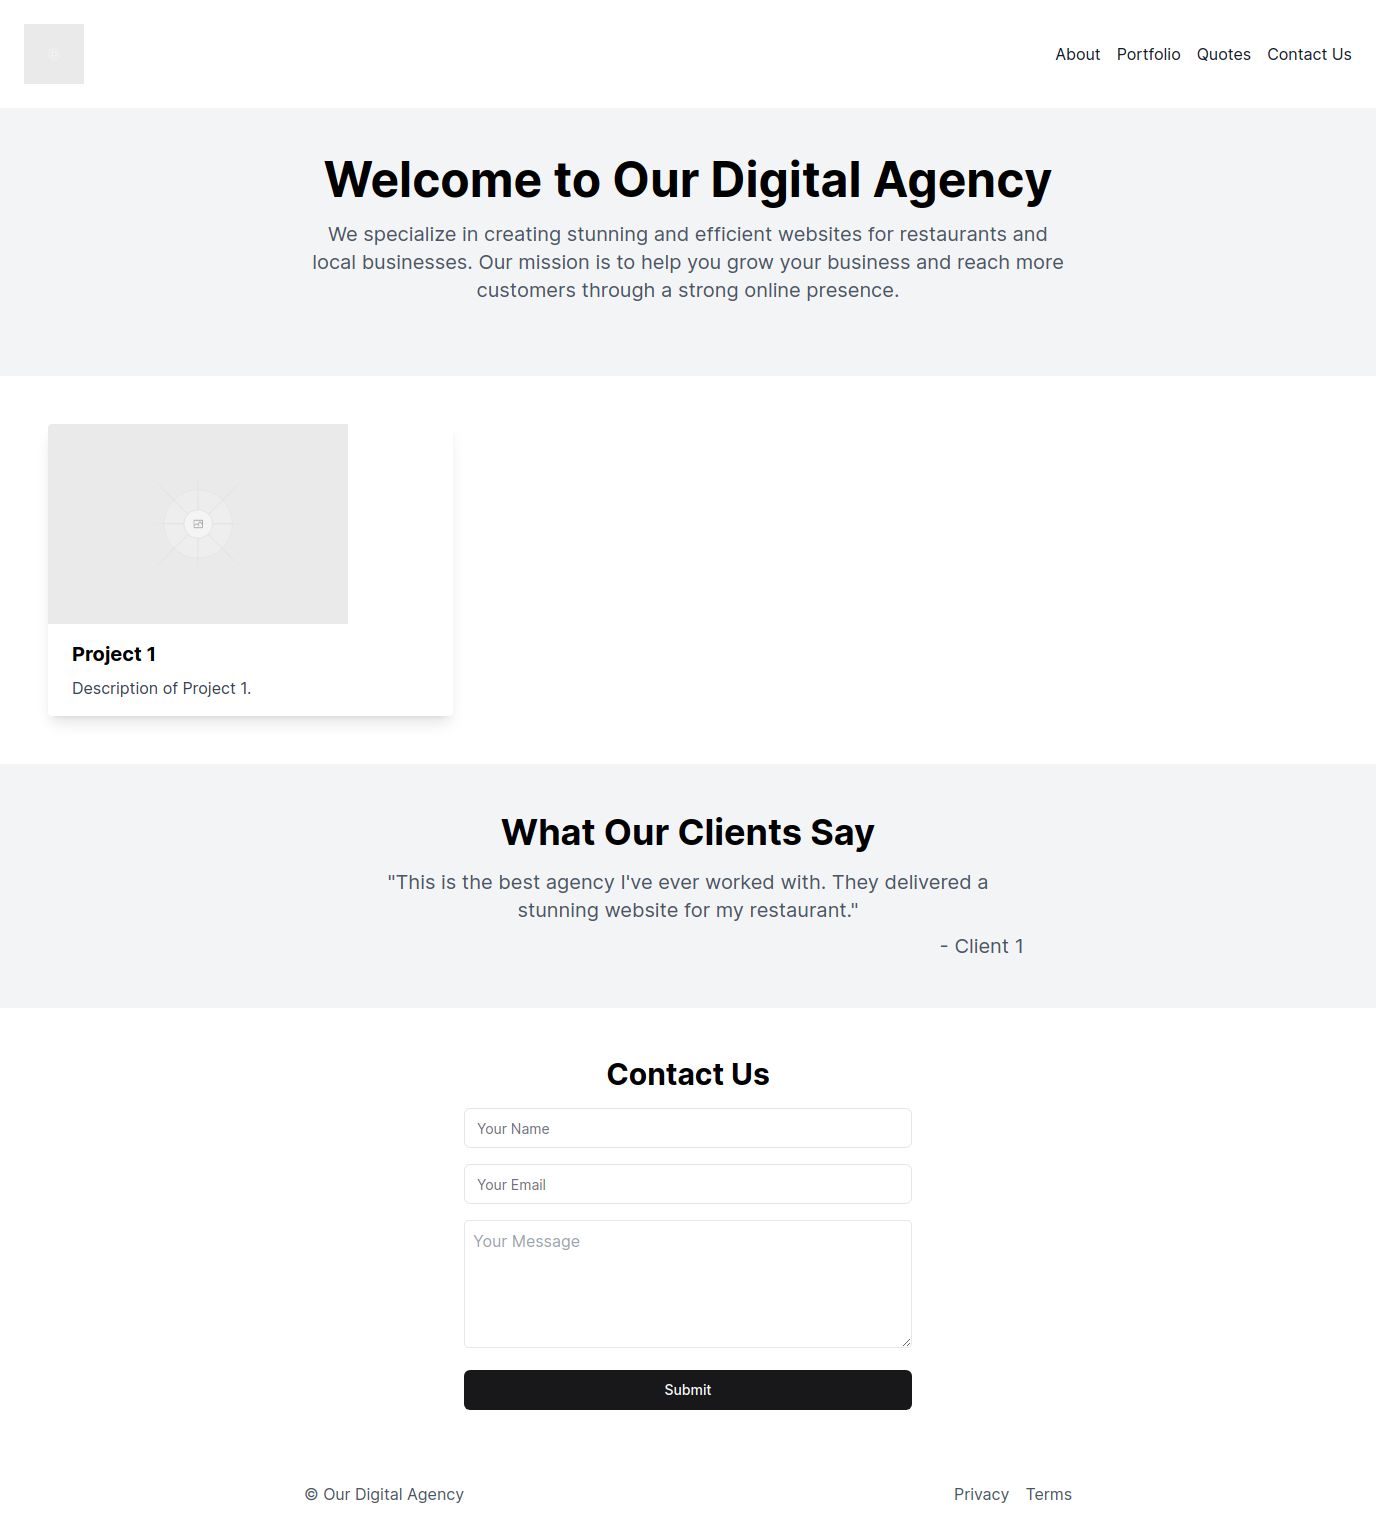 About Portfolio Quotes Contact Us
Welcome to Our Digital Agency
We specialize in creating stunning and efficient websites for restaurants and
local businesses. Our mission is to help you grow your business and reach more
customers through a strong online presence.
Project 1
Description of Project 1.
What Our Clients Say
"This is the best agency I've ever worked with. They delivered a
stunning website for my restaurant."
- Client 1
Contact Us
Your Name
Your Email
Your Message
Submit
© Our Digital Agency Privacy Terms